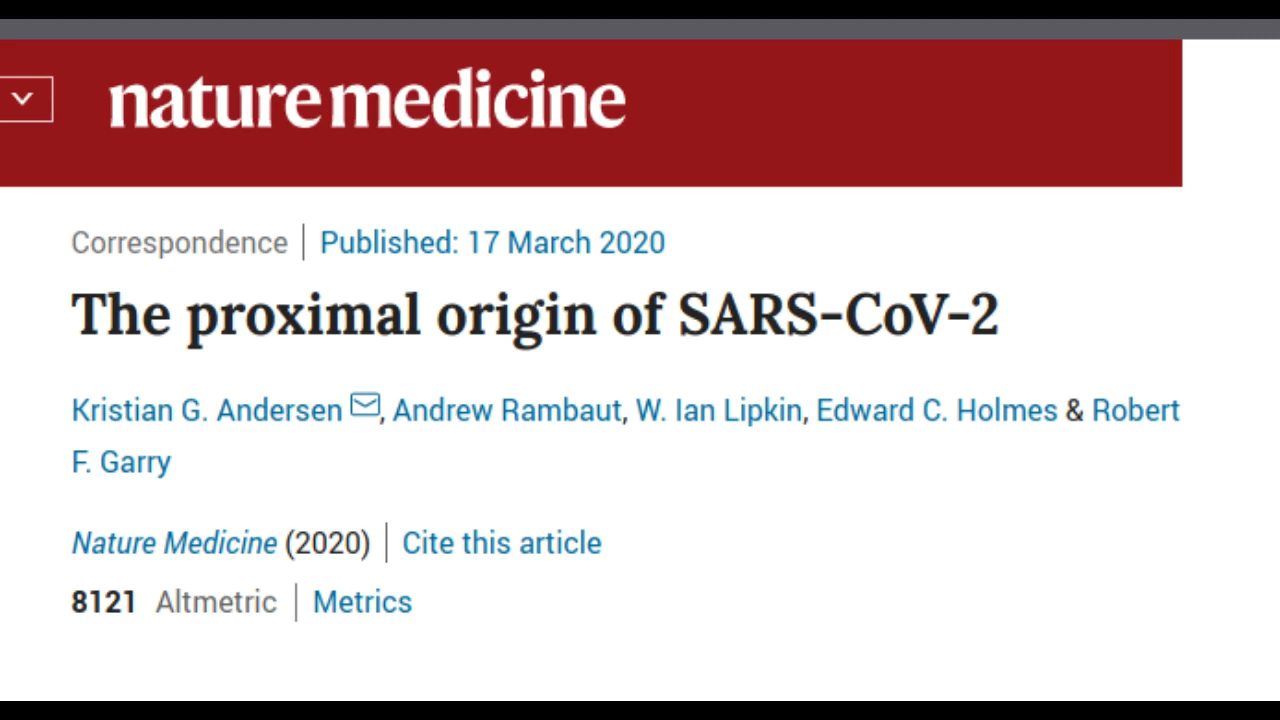 nature medicine
Correspondence | Published: 17 March 2020
The proximal origin of SARS-CoV-2
Kristian G. Andersen, Andrew Rambaut, W. Ian Lipkin, Edward C. Holmes & Robert
F. Garry
Nature Medicine (2020) | Cite this article
8121 Altmetric | Metrics